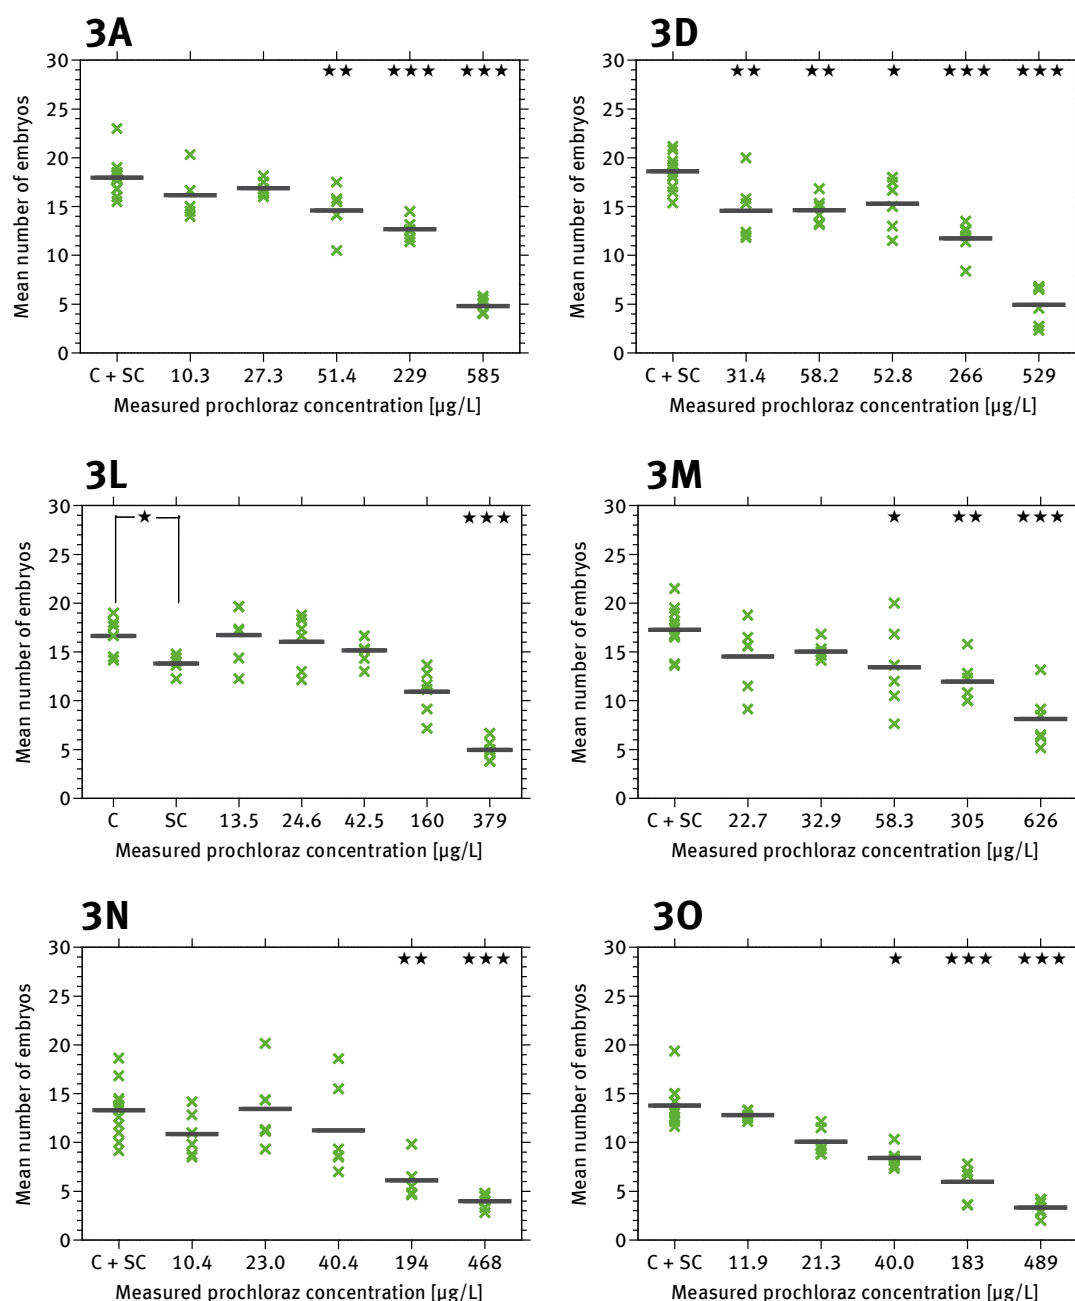 3A
30
25
20
15
10
5
0
Mean number of embryos
★★ ★★★ ★★★
C + SC 10.3 27.3 51.4 229 585
Measured prochloraz concentration [µg/L]
3D
30
25
20
15
10
5
0
Mean number of embryos
★★ ★★ ★ ★★★ ★★★
C + SC 31.4 58.2 52.8 266 529
Measured prochloraz concentration [µg/L]
3L
30
25
20
15
10
5
0
Mean number of embryos
★ ★★★
C SC 13.5 24.6 42.5 160 379
Measured prochloraz concentration [µg/L]
3M
30
25
20
15
10
5
0
Mean number of embryos
★ ★★ ★★★
C + SC 22.7 32.9 58.3 305 626
Measured prochloraz concentration [µg/L]
3N
30
25
20
15
10
5
0
Mean number of embryos
★★ ★★★
C + SC 10.4 23.0 40.4 194 468
Measured prochloraz concentration [µg/L]
3O
30
25
20
15
10
5
0
Mean number of embryos
★ ★★★ ★★★
C + SC 11.9 21.3 40.0 183 489
Measured prochloraz concentration [µg/L]